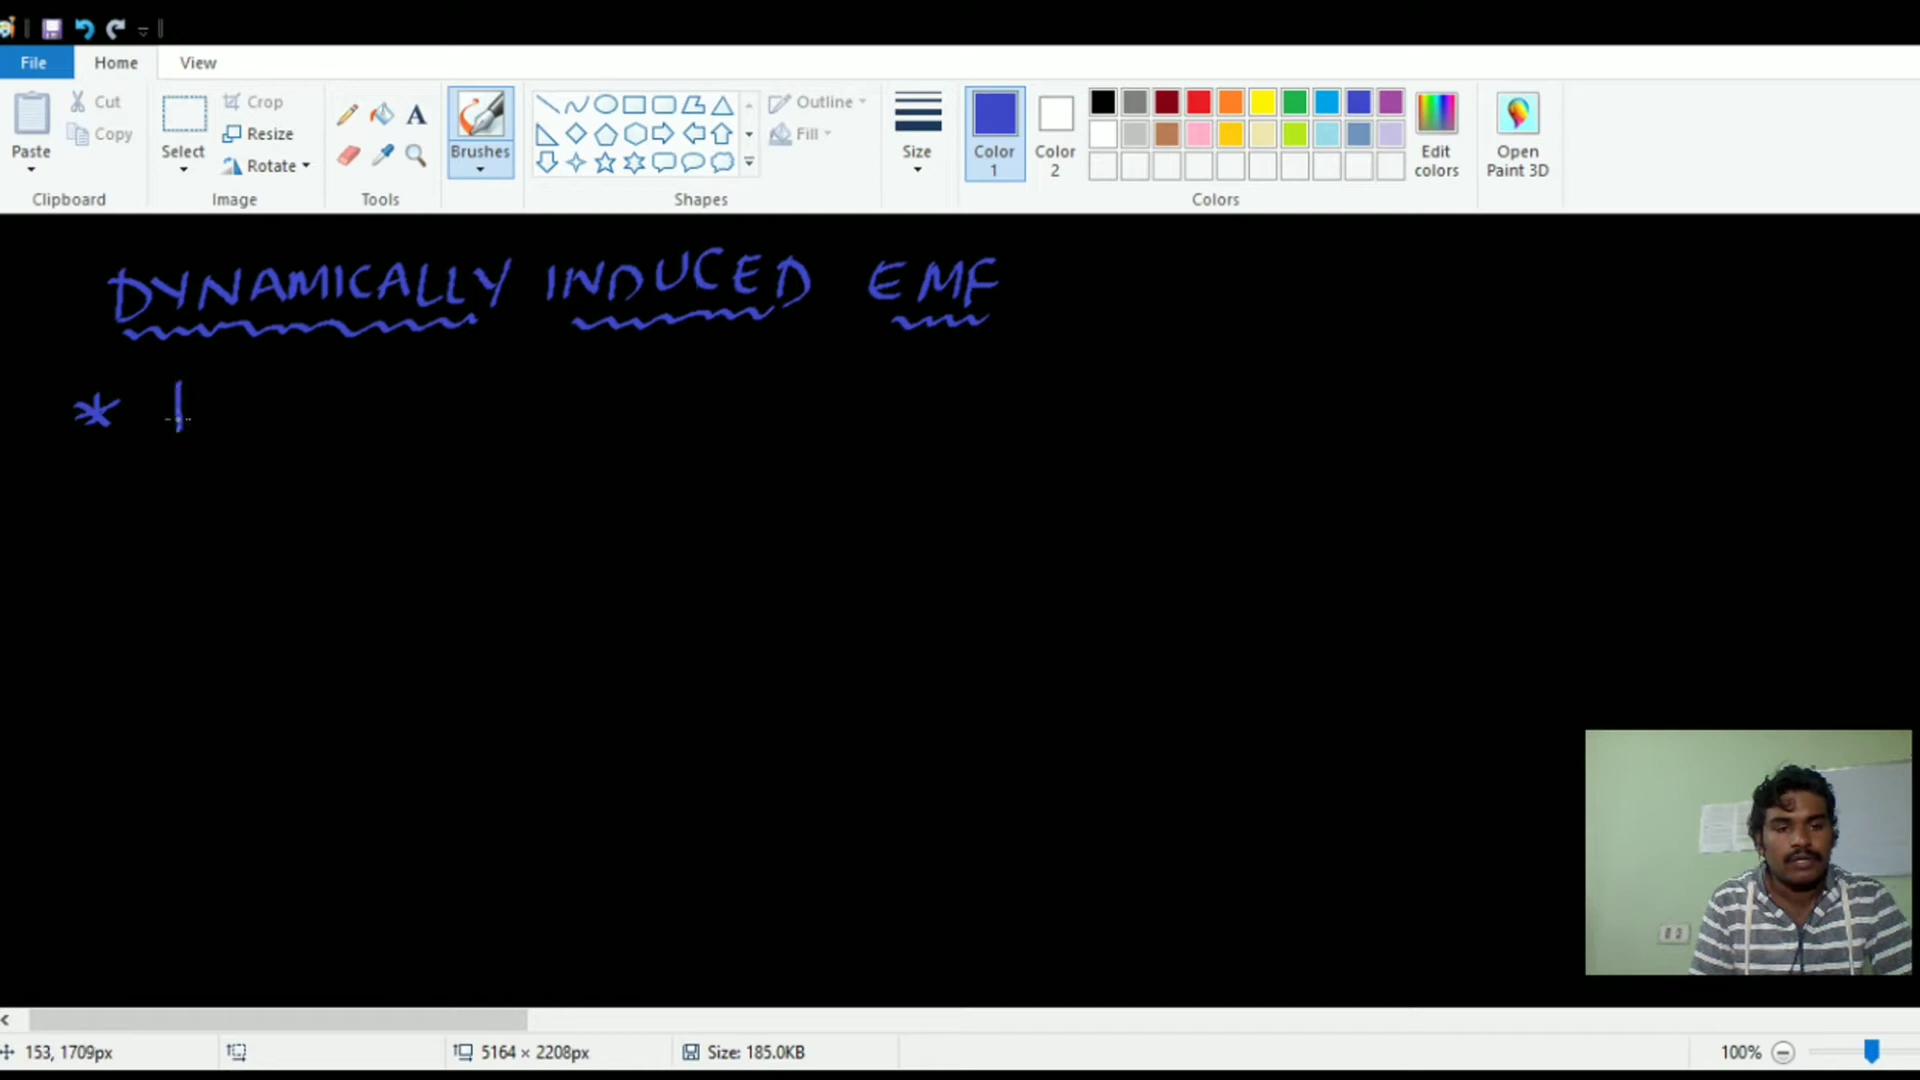 File Home View
Paste Cut Copy Clipboard
Select Crop Resize Rotate Image
A Tools
Brushes
Shapes
Outline Fill
Size
Color 1 Color 2 Edit colors Colors
Open Paint 3D
DYNAMICALLY INDUCED EMF
*
153, 1709px 5164 × 2208px Size: 185.0KB 100%